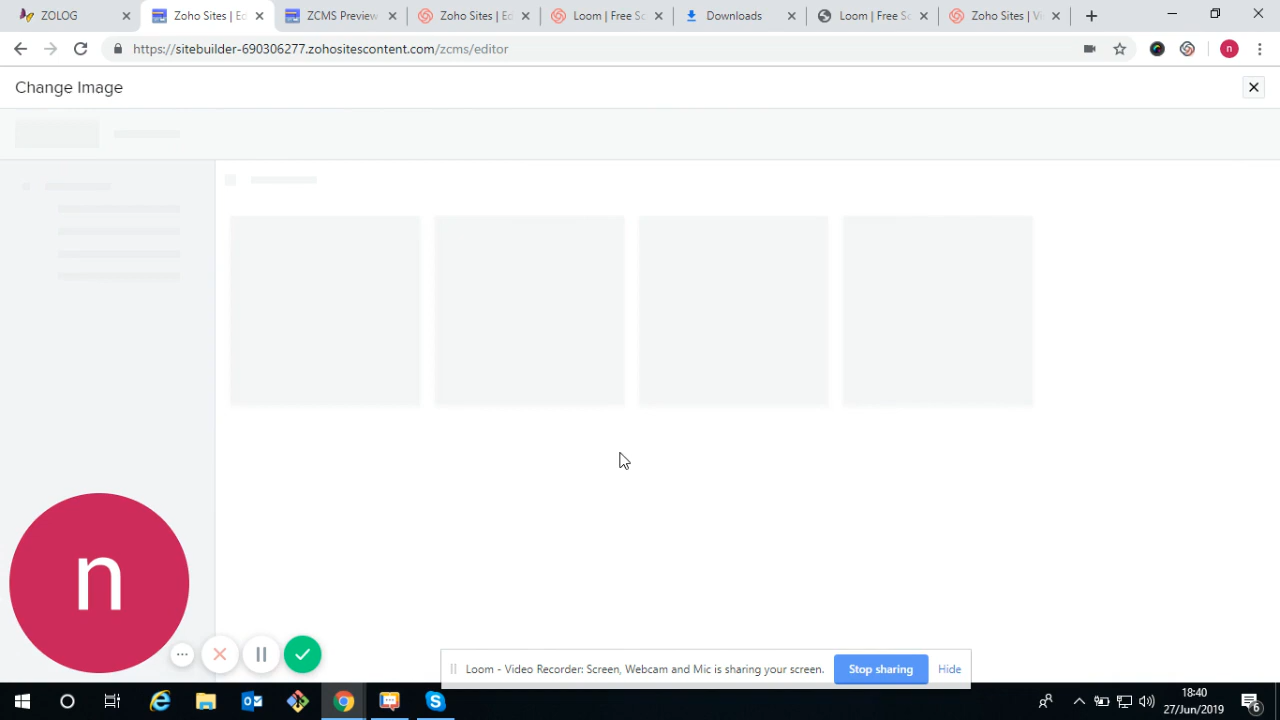 ZOLOG
Zoho Sites | Ed
ZCMS Preview
Zoho Sites | Ed
Loom | Free Sc
Downloads
Loom | Free Sc
Zoho Sites | Vi
https://sitebuilder-690306277.zohositescontent.com/zcms/editor
n
Change Image
n
Loom - Video Recorder: Screen, Webcam and Mic is sharing your screen.
Stop sharing
Hide
18:40
27/Jun/2019
6